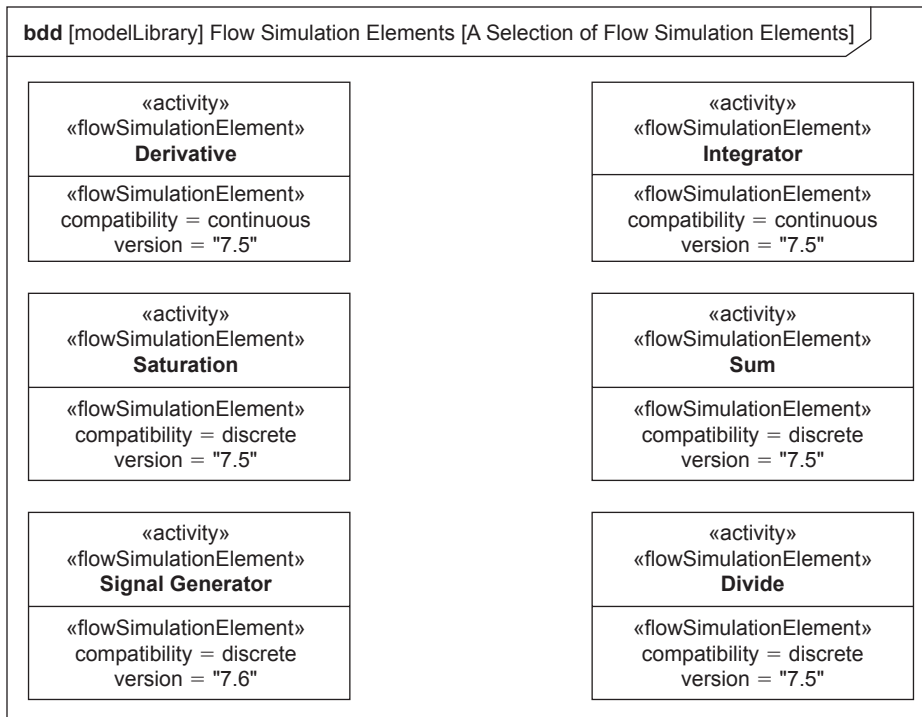 bdd [modelLibrary] Flow Simulation Elements [A Selection of Flow Simulation Elements]
«activity»
«flowSimulationElement»
Derivative
«flowSimulationElement»
compatibility = continuous
version = "7.5"
«activity»
«flowSimulationElement»
Integrator
«flowSimulationElement»
compatibility = continuous
version = "7.5"
«activity»
«flowSimulationElement»
Saturation
«flowSimulationElement»
compatibility = discrete
version = "7.5"
«activity»
«flowSimulationElement»
Sum
«flowSimulationElement»
compatibility = discrete
version = "7.5"
«activity»
«flowSimulationElement»
Signal Generator
«flowSimulationElement»
compatibility = discrete
version = "7.6"
«activity»
«flowSimulationElement»
Divide
«flowSimulationElement»
compatibility = discrete
version = "7.5"